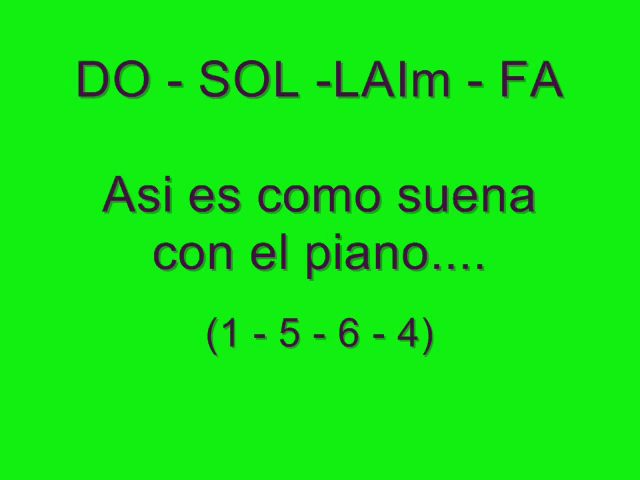 DO - SOL -LAIm - FA
Asi es como suena
con el piano....
(1 - 5 - 6 - 4)